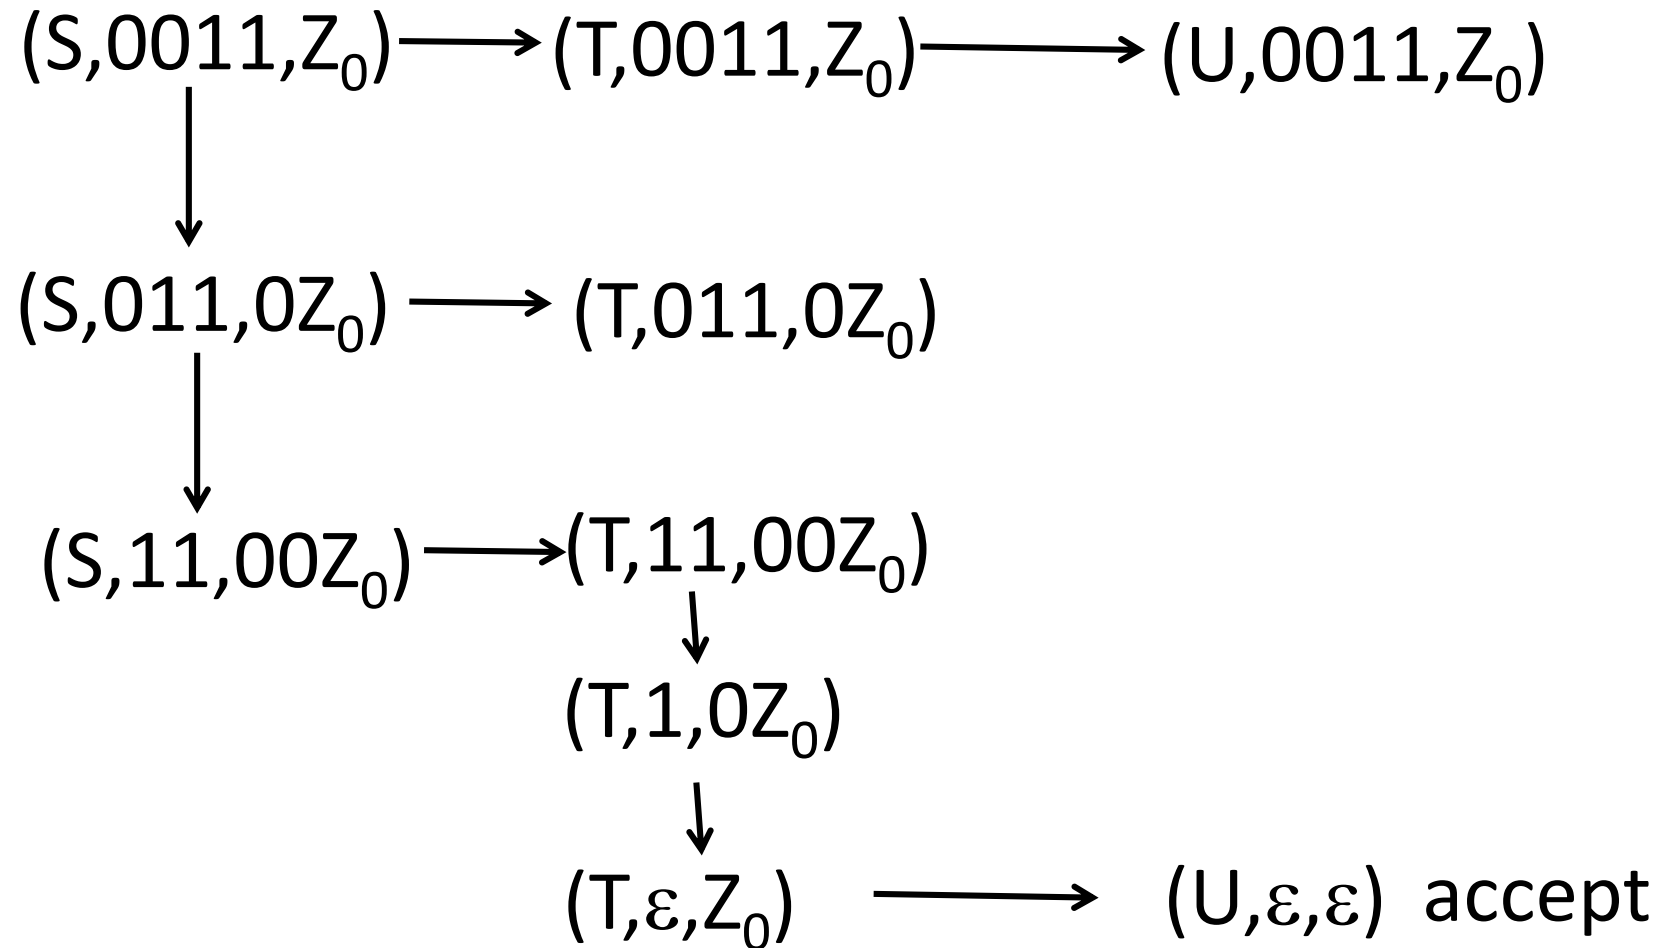 (S,0011,Z₀) (T,0011,Z₀) (U,0011,Z₀)
(S,011,0Z₀) (T,011,0Z₀)
(S,11,00Z₀) (T,11,00Z₀)
(T,1,0Z₀)
(T,ε,Z₀) (U,ε,ε) accept